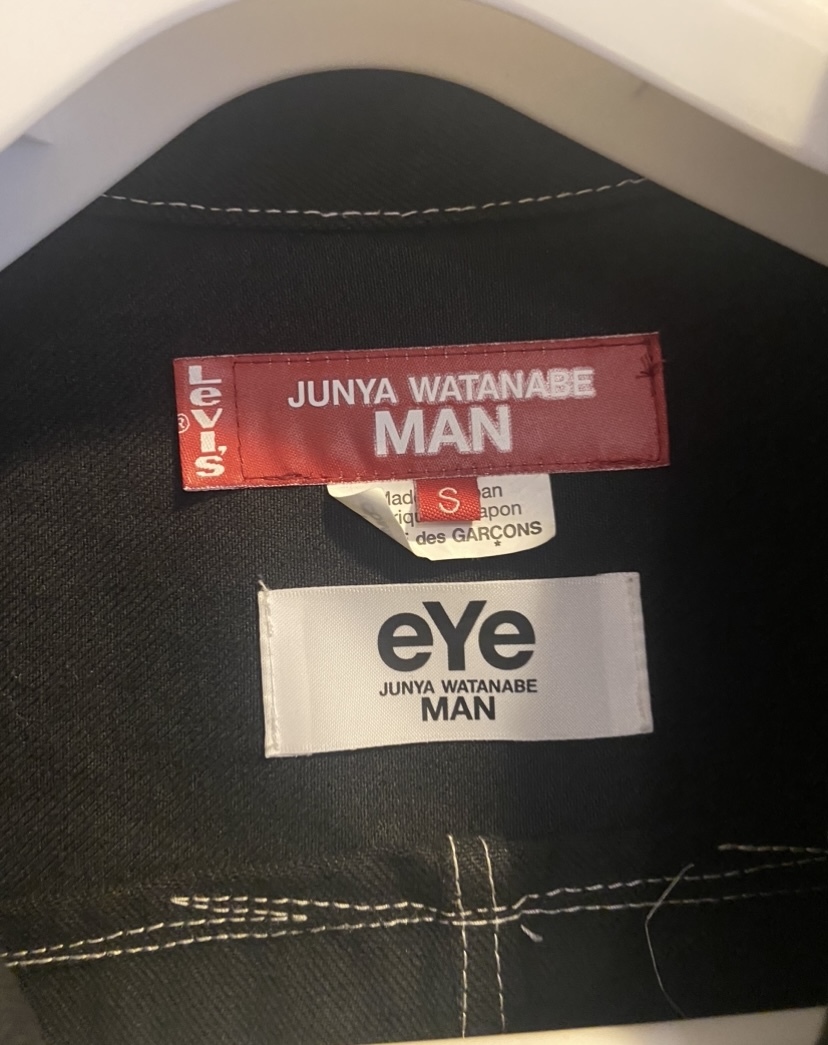 Levi's
®
JUNYA WATANABE
MAN
S
des GARÇONS
eYe
JUNYA WATANABE
MAN